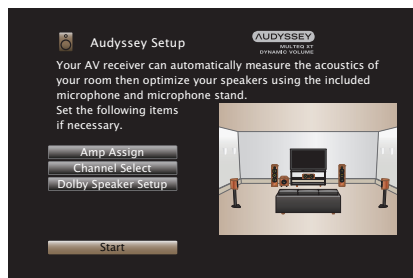 Audyssey Setup
AUDYSSEY
MULTEQ XT
DYNAMIC VOLUME
Your AV receiver can automatically measure the acoustics of
your room then optimize your speakers using the included
microphone and microphone stand.
Set the following items
if necessary.
Amp Assign
Channel Select
Dolby Speaker Setup
Start